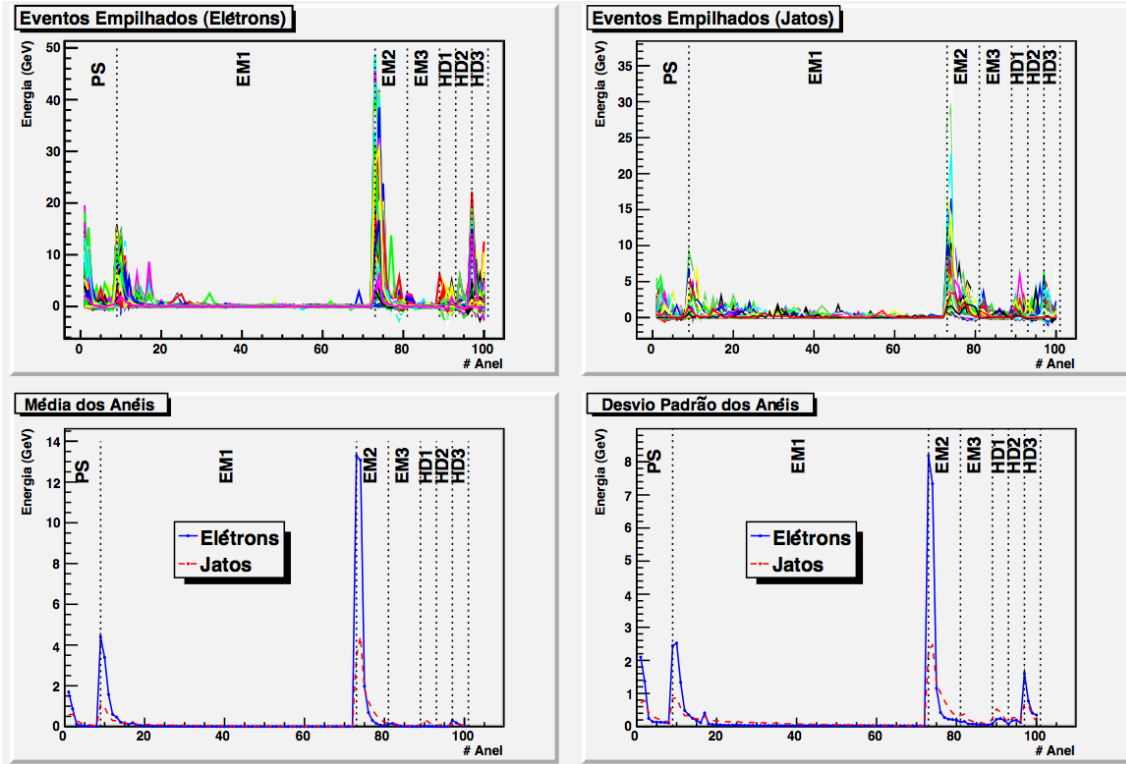 Eventos Empilhados (Elétrons)
Energia (GeV)
50
40
30
20
10
0
PS
EM1
EM2
EM3
HD1
HD2
HD3
0 20 40 60 80 100
# Anel
Eventos Empilhados (Jatos)
Energia (GeV)
35
30
25
20
15
10
5
0
PS
EM1
EM2
EM3
HD1
HD2
HD3
0 20 40 60 80 100
# Anel
Média dos Anéis
Energia (GeV)
14
12
10
8
6
4
2
0
PS
EM1
EM2
EM3
HD1
HD2
HD3
Elétrons
Jatos
0 20 40 60 80 100
# Anel
Desvio Padrão dos Anéis
Energia (GeV)
8
7
6
5
4
3
2
1
0
PS
EM1
EM2
EM3
HD1
HD2
HD3
Elétrons
Jatos
0 20 40 60 80 100
# Anel